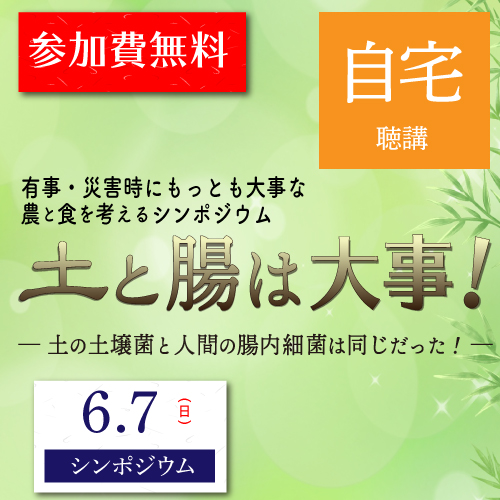 参加費無料
自宅
聴講
有事・災害時にもっとも大事な
農と食を考えるシンポジウム
土と腸は大事!
― 土の土壌菌と人間の腸内細菌は同じだった! ―
6.7(日)
シンポジウム